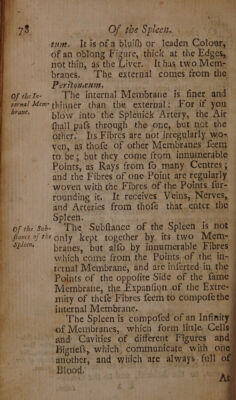 78 Of the Spleen.
tum. It is of a bluiſh or leaden Colour,
of an oblong Figure, thick at the Edges,
not thin, as the Liver. It has two Mem-
branes. The external comes from the
Peritonæum.
Of the In-
ternal Mem-
brane.
The internal Membrane is finer and
thinner than the external: For if you
blow into the Splenick Artery, the Air
ſhall paſs through the one, but not the
other. Its Fibres are not irregularly wo-
ven, as thoſe of other Membranes ſeem
to be; but they come from innumerable
Points, as Rays from ſo many Centres;
and the Fibres of one Point are regularly
woven with the Fibres of the Points ſur-
rounding it. It receives Veins, Nerves,
and Arteries from thoſe that enter the
Spleen.
Of the Sub-
ſtance of the
Spleen.
The Subſtance of the Spleen is not
only kept together by its two Mem-
branes, but alſo by innumerable Fibres
which come from the Points of the in-
ternal Membrane, and are inſerted in the
Points of the oppoſite Side of the ſame
Membrane, the Expanſion of the Extre-
mity of theſe Fibres ſeem to compoſe the
internal Membrane.
The Spleen is compoſed of an Infinity
of Membranes, which form little Cells
and Cavities of different Figures and
Bigneſs, which communicate with one
another, and which are always full of
Blood.
At